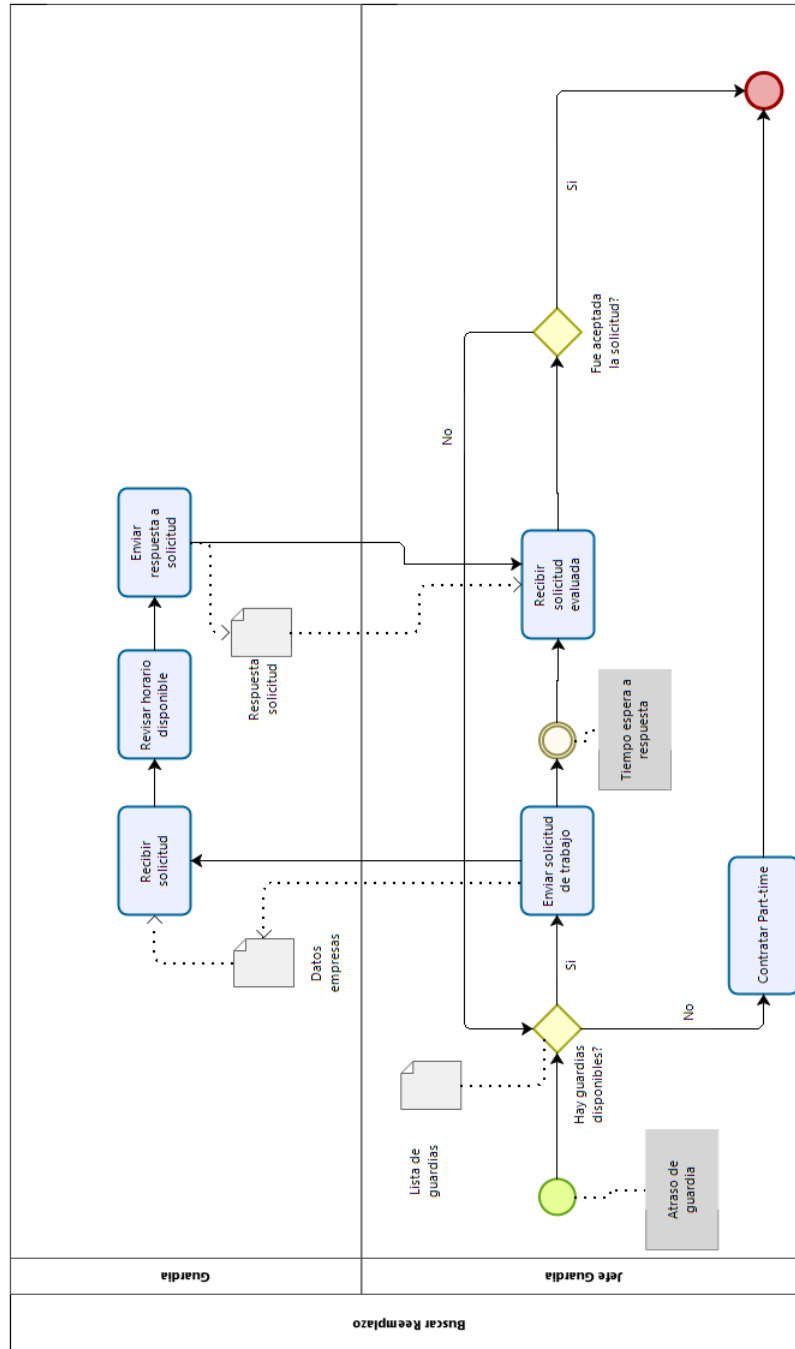 Buscar Reemplazo
Guardia
Jefe Guardia
Recibir
solicitud
Revisar horario
disponible
Enviar
respuesta a
solicitud
Datos
empresas
Respuesta
solicitud
Lista de
guardias
Atraso de
guardia
Hay guardias
disponibles?
Si
No
Enviar solicitud
de trabajo
Tiempo espera a
respuesta
Recibir
solicitud
evaluada
Fue aceptada
la solicitud?
No
Si
Contratar Part-time